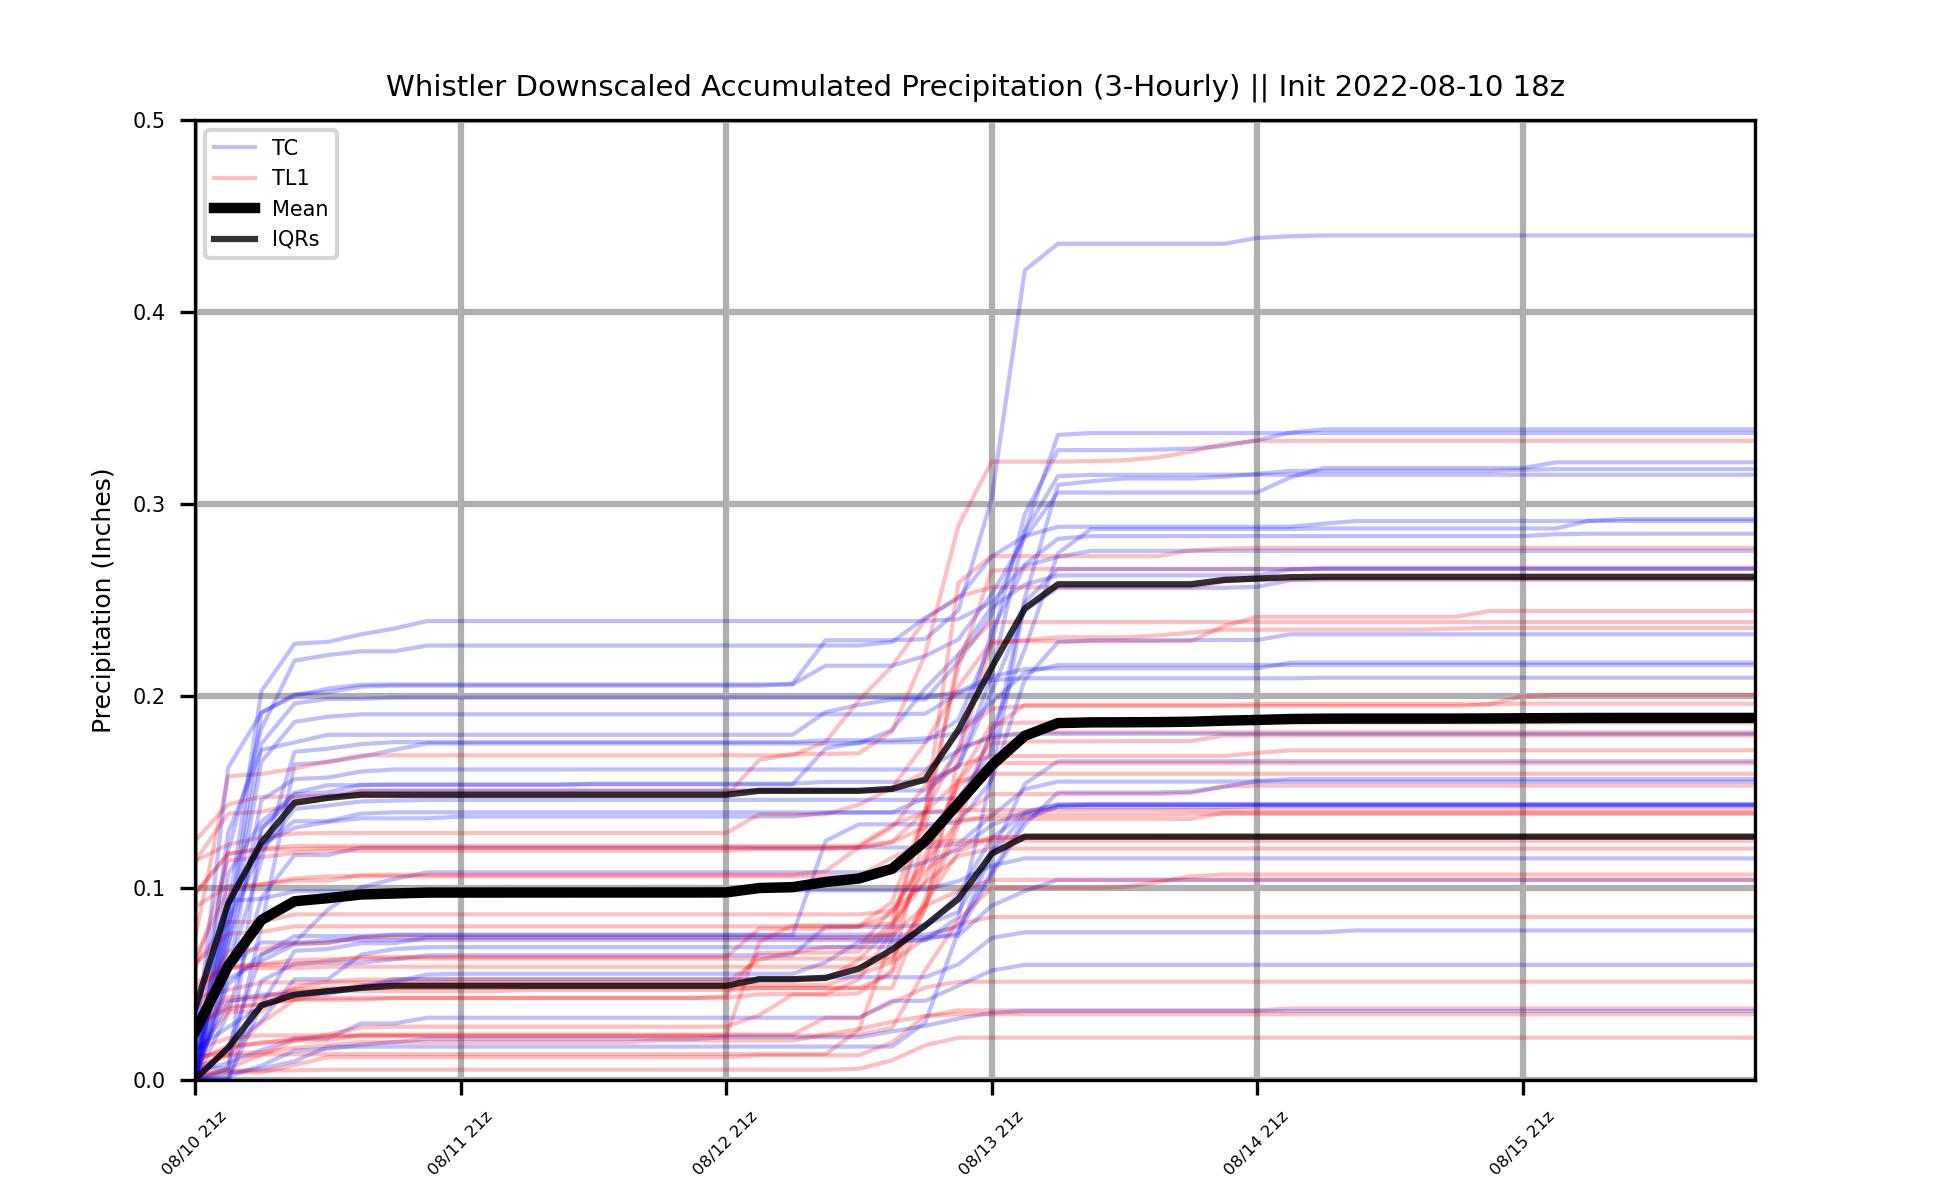 Whistler Downscaled Accumulated Precipitation (3-Hourly) || Init 2022-08-10 18z
TC
TL1
Mean
IQRs
Precipitation (Inches)
0.5
0.4
0.3
0.2
0.1
0.0
08/10 21z
08/11 21z
08/12 21z
08/13 21z
08/14 21z
08/15 21z